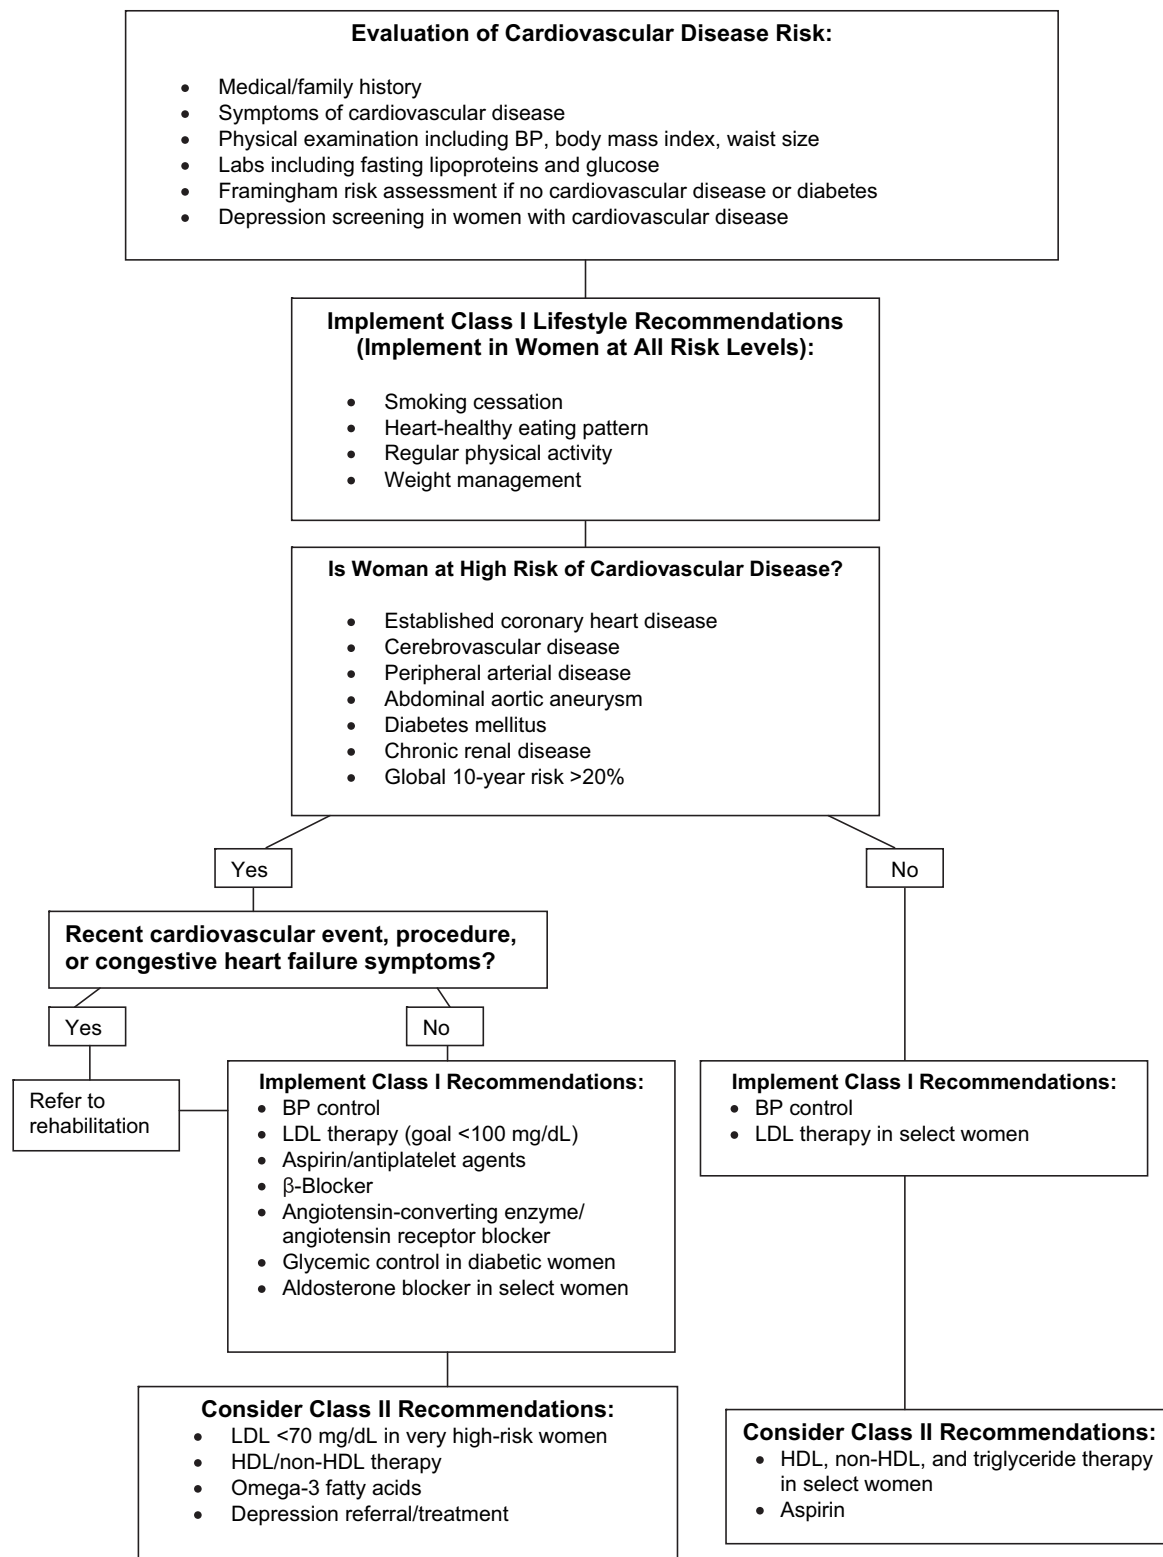 Evaluation of Cardiovascular Disease Risk:
• Medical/family history
• Symptoms of cardiovascular disease
• Physical examination including BP, body mass index, waist size
• Labs including fasting lipoproteins and glucose
• Framingham risk assessment if no cardiovascular disease or diabetes
• Depression screening in women with cardiovascular disease
Implement Class I Lifestyle Recommendations
(Implement in Women at All Risk Levels):
• Smoking cessation
• Heart-healthy eating pattern
• Regular physical activity
• Weight management
Is Woman at High Risk of Cardiovascular Disease?
• Established coronary heart disease
• Cerebrovascular disease
• Peripheral arterial disease
• Abdominal aortic aneurysm
• Diabetes mellitus
• Chronic renal disease
• Global 10-year risk >20%
Yes
No
Recent cardiovascular event, procedure,
or congestive heart failure symptoms?
Yes
No
Refer to
rehabilitation
Implement Class I Recommendations:
• BP control
• LDL therapy (goal <100 mg/dL)
• Aspirin/antiplatelet agents
• β-Blocker
• Angiotensin-converting enzyme/
angiotensin receptor blocker
• Glycemic control in diabetic women
• Aldosterone blocker in select women
Implement Class I Recommendations:
• BP control
• LDL therapy in select women
Consider Class II Recommendations:
• LDL <70 mg/dL in very high-risk women
• HDL/non-HDL therapy
• Omega-3 fatty acids
• Depression referral/treatment
Consider Class II Recommendations:
• HDL, non-HDL, and triglyceride therapy
in select women
• Aspirin